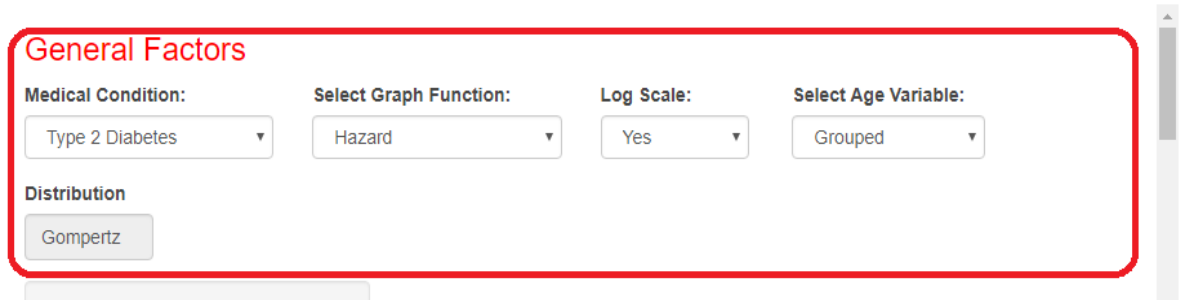 General Factors
Medical Condition: Select Graph Function: Log Scale: Select Age Variable:
Type 2 Diabetes Hazard Yes Grouped
Distribution
Gompertz